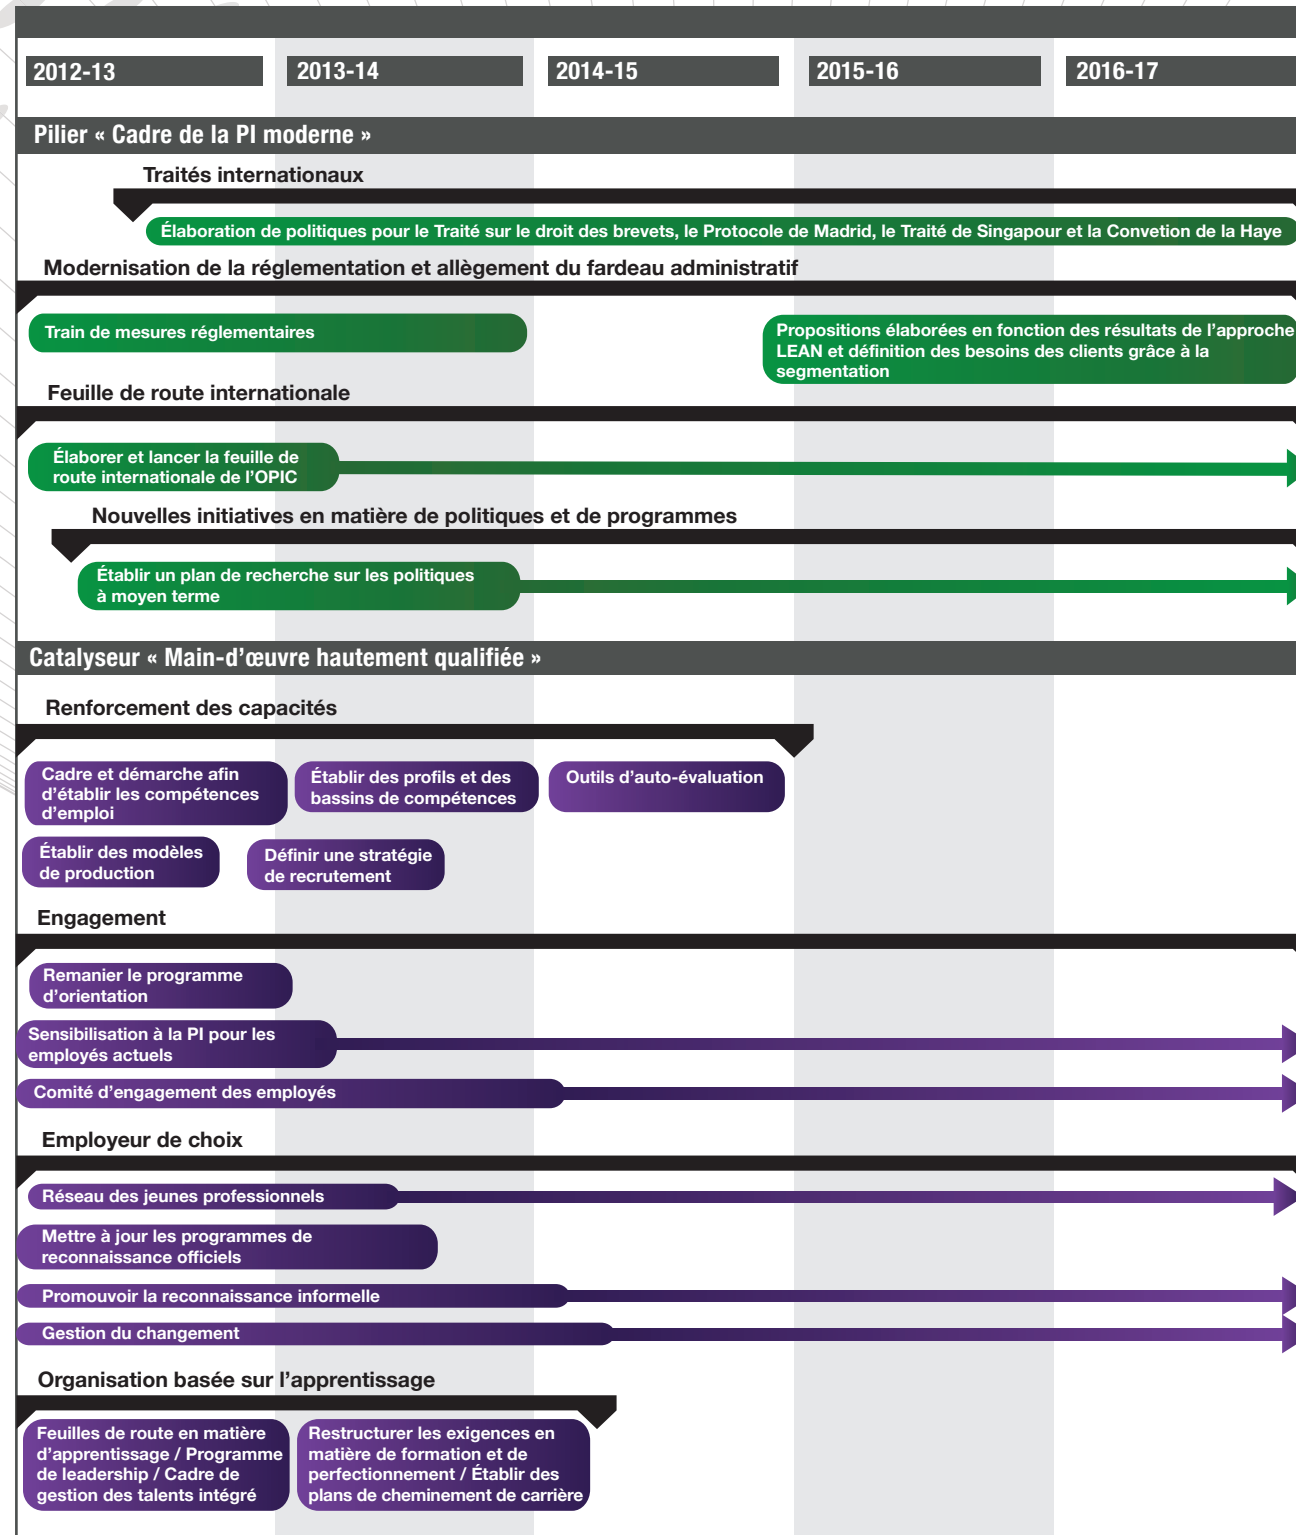 2012-13
2013-14
2014-15
2015-16
2016-17
Pilier « Cadre de la PI moderne »
Traités internationaux
Élaboration de politiques pour le Traité sur le droit des brevets, le Protocole de Madrid, le Traité de Singapour et la Convetion de la Haye
Modernisation de la réglementation et allègement du fardeau administratif
Train de mesures réglementaires
Propositions élaborées en fonction des résultats de l’approche
LEAN et définition des besoins des clients grâce à la
segmentation
Feuille de route internationale
Élaborer et lancer la feuille de
route internationale de l’OPIC
Nouvelles initiatives en matière de politiques et de programmes
Établir un plan de recherche sur les politiques
à moyen terme
Catalyseur « Main-d’œuvre hautement qualifiée »
Renforcement des capacités
Cadre et démarche afin
d’établir les compétences
d’emploi
Établir des profils et des
bassins de compétences
Outils d’auto-évaluation
Établir des modèles
de production
Définir une stratégie
de recrutement
Engagement
Remanier le programme
d’orientation
Sensibilisation à la PI pour les
employés actuels
Comité d’engagement des employés
Employeur de choix
Réseau des jeunes professionnels
Mettre à jour les programmes de
reconnaissance officiels
Promouvoir la reconnaissance informelle
Gestion du changement
Organisation basée sur l’apprentissage
Feuilles de route en matière
d’apprentissage / Programme
de leadership / Cadre de
gestion des talents intégré
Restructurer les exigences en
matière de formation et de
perfectionnement / Établir des
plans de cheminement de carrière